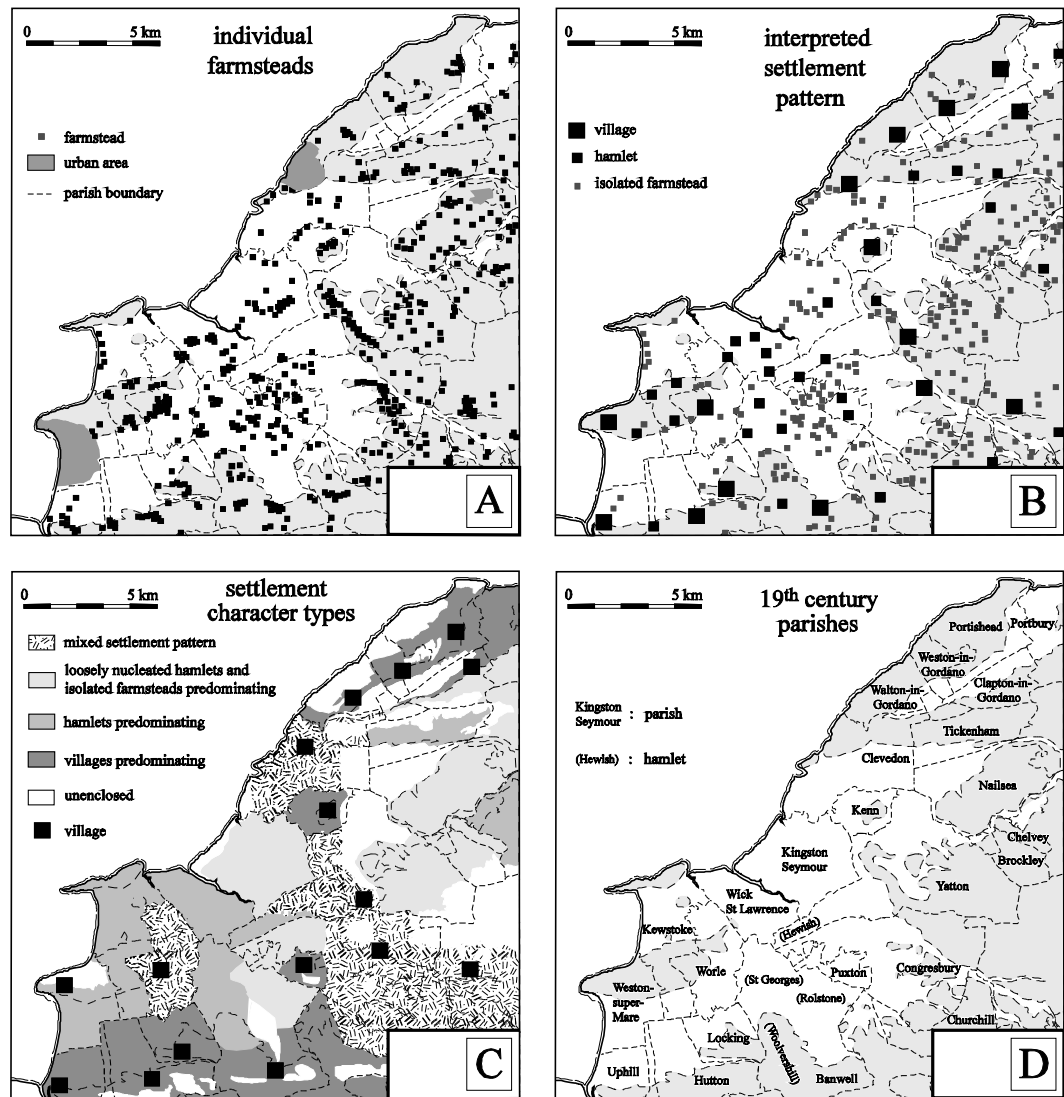 0 5 km
individual
farmsteads
farmstead
urban area
parish boundary
A
0 5 km
interpreted
settlement
pattern
village
hamlet
isolated farmstead
B
0 5 km
settlement
character types
mixed settlement pattern
loosely nucleated hamlets and
isolated farmsteads predominating
hamlets predominating
villages predominating
unenclosed
village
C
0 5 km
19th century
parishes
Kingston
Seymour : parish
(Hewish) : hamlet
Portishead
Portbury
Weston-in-
Gordano
Walton-in-
Gordano
Clapton-in-
Gordano
Tickenham
Clevedon
Nailsea
Kenn
Chelvey
Brockley
Kingston
Seymour
Yatton
Wick
St Lawrence
(Hewish)
Kewstoke
Worle
(St Georges)
Puxton
Congresbury
(Rolstone)
Weston-
super-
Mare
Churchill
Locking
(Woolvershill)
Uphill
Hutton
Banwell
D